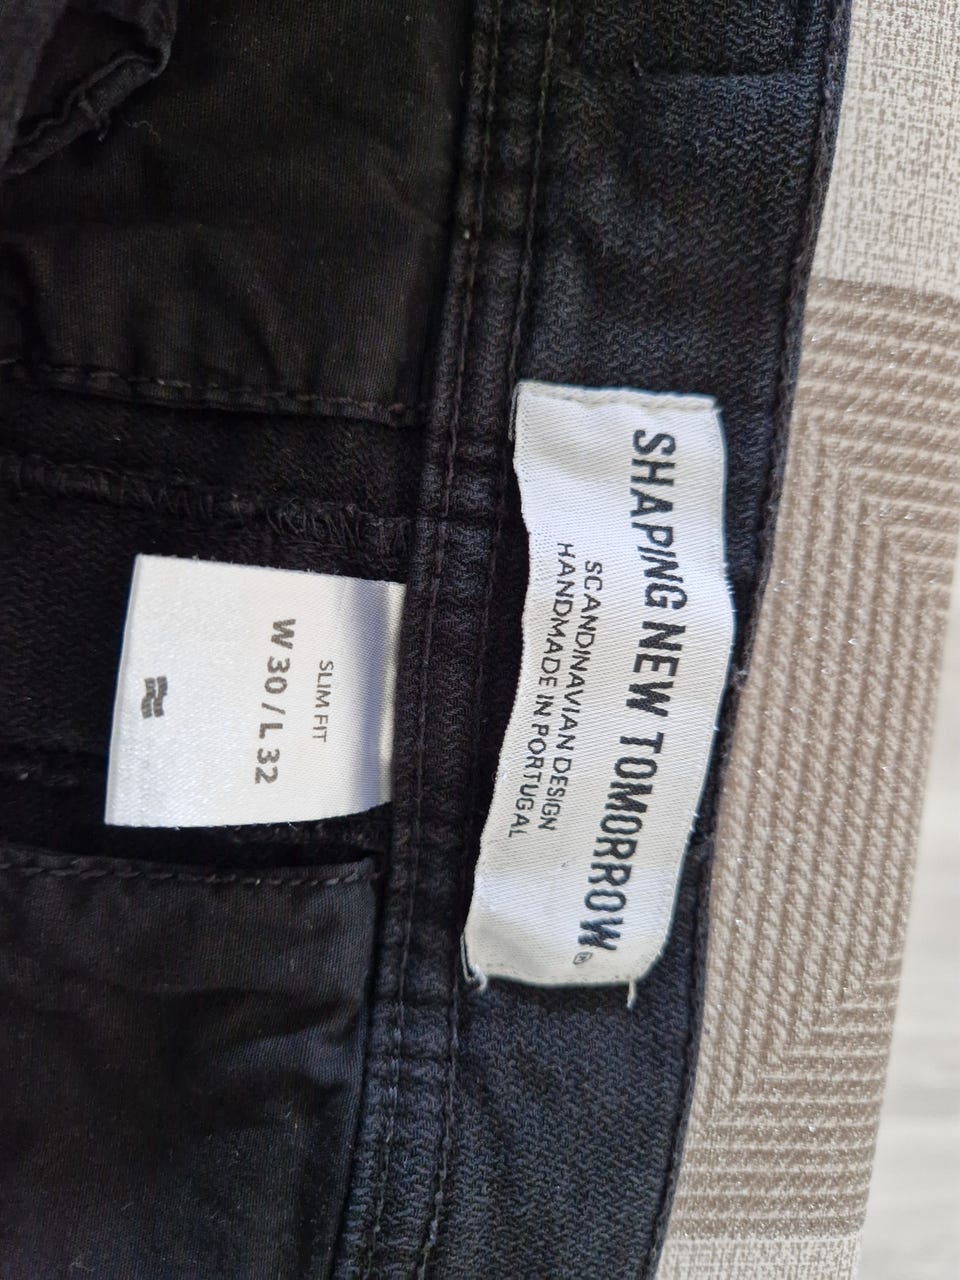 SHAPING NEW TOMORROW®
SCANDINAVIAN DESIGN
HANDMADE IN PORTUGAL
SLIM FIT
W 30 / L 32